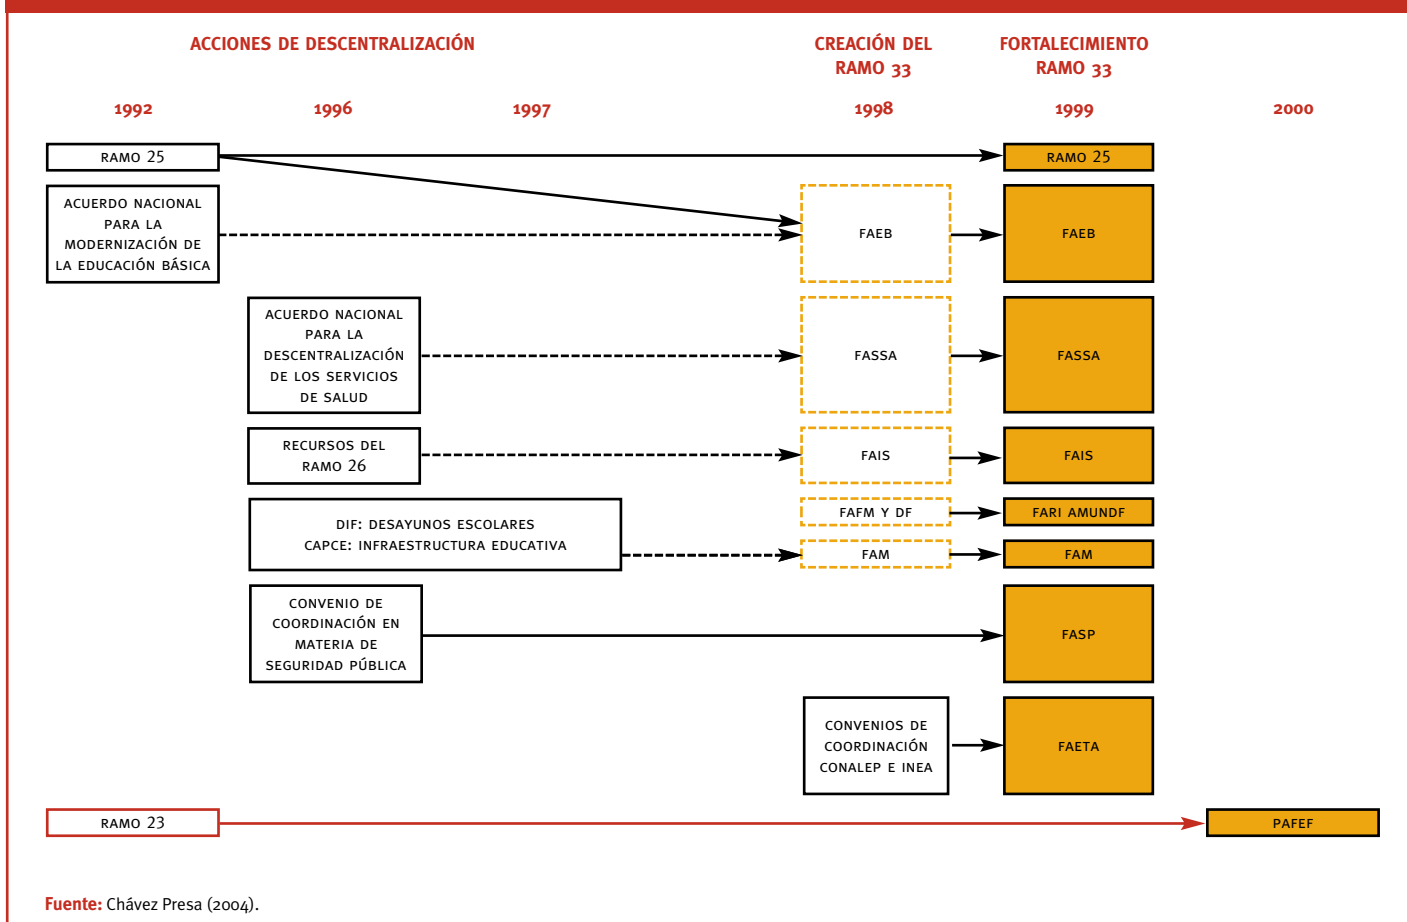 ACCIONES DE DESCENTRALIZACIÓN
CREACIÓN DEL
RAMO 33
FORTALECIMIENTO
RAMO 33
1992
1996
1997
1998
1999
2000
RAMO 25
RAMO 25
ACUERDO NACIONAL
PARA LA
MODERNIZACIÓN DE
LA EDUCACIÓN BÁSICA
FAEB
FAEB
ACUERDO NACIONAL
PARA LA
DESCENTRALIZACIÓN
DE LOS SERVICIOS
DE SALUD
FASSA
FASSA
RECURSOS DEL
RAMO 26
FAIS
FAIS
DIF: DESAYUNOS ESCOLARES
CAPCE: INFRAESTRUCTURA EDUCATIVA
FAFM Y DF
FARI AMUNDF
FAM
FAM
CONVENIO DE
COORDINACIÓN EN
MATERIA DE
SEGURIDAD PÚBLICA
FASP
CONVENIOS DE
COORDINACIÓN
CONALEP E INEA
FAETA
RAMO 23
PAFEF
Fuente: Chávez Presa (2004).